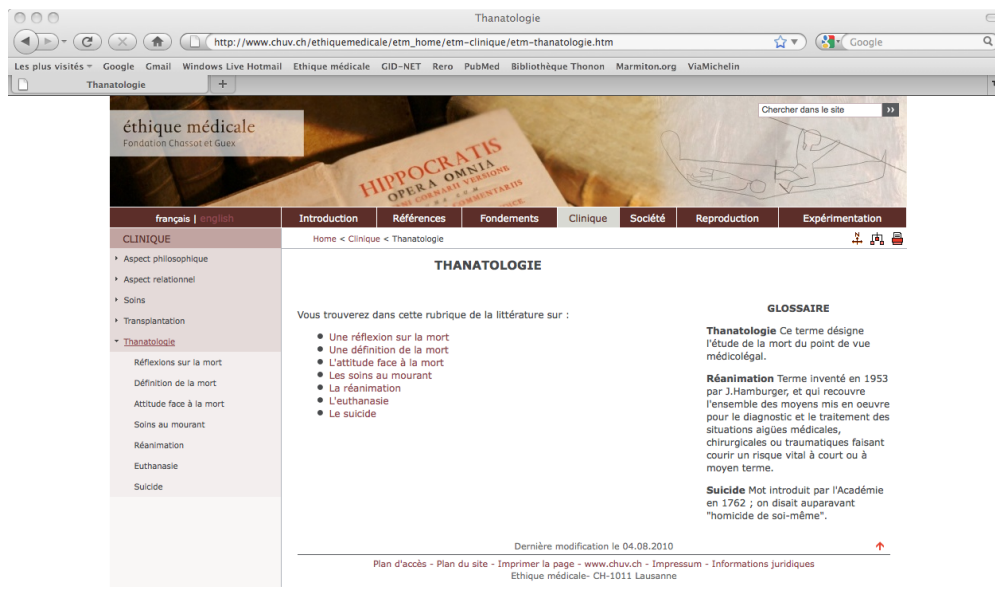 Thanatologie
http://www.chuv.ch/ethiquemedicale/etm_home/etm-clinique/etm-thanatologie.htm
Google
Les plus visités Google Gmail Windows Live Hotmail Ethique médicale GID-NET Rero PubMed Bibliothèque Thonon Marmiton.org ViaMichelin
Thanatologie +
éthique médicale
Fondation Chossot et Guex
HIPPOCRATIS
OPERA OMNIA
Chercher dans le site
français | english
Introduction Références Fondements Clinique Société Reproduction Expérimentation
CLINIQUE
Home < Clinique < Thanatologie
Aspect philosophique
Aspect relationnel
Soins
Transplantation
Thanatologie
Réflexions sur la mort
Définition de la mort
Attitude face à la mort
Soins au mourant
Réanimation
Euthanasie
Suicide
THANATOLOGIE
Vous trouverez dans cette rubrique de la littérature sur :
Une réflexion sur la mort
Une définition de la mort
L'attitude face à la mort
Les soins au mourant
La réanimation
L'euthanasie
Le suicide
GLOSSAIRE
Thanatologie Ce terme désigne
l'étude de la mort du point de vue
médicolégal.
Réanimation Terme inventé en 1953
par J.Hamburger, et qui recouvre
l'ensemble des moyens mis en oeuvre
pour le diagnostic et le traitement des
situations aigües médicales,
chirurgicales ou traumatiques faisant
courir un risque vital à court ou à
moyen terme.
Suicide Mot introduit par l'Académie
en 1762 ; on disait auparavant
"homicide de soi-même".
Dernière modification le 04.08.2010
Plan d'accès - Plan du site - Imprimer la page - www.chuv.ch - Impressum - Informations juridiques
Ethique médicale- CH-1011 Lausanne